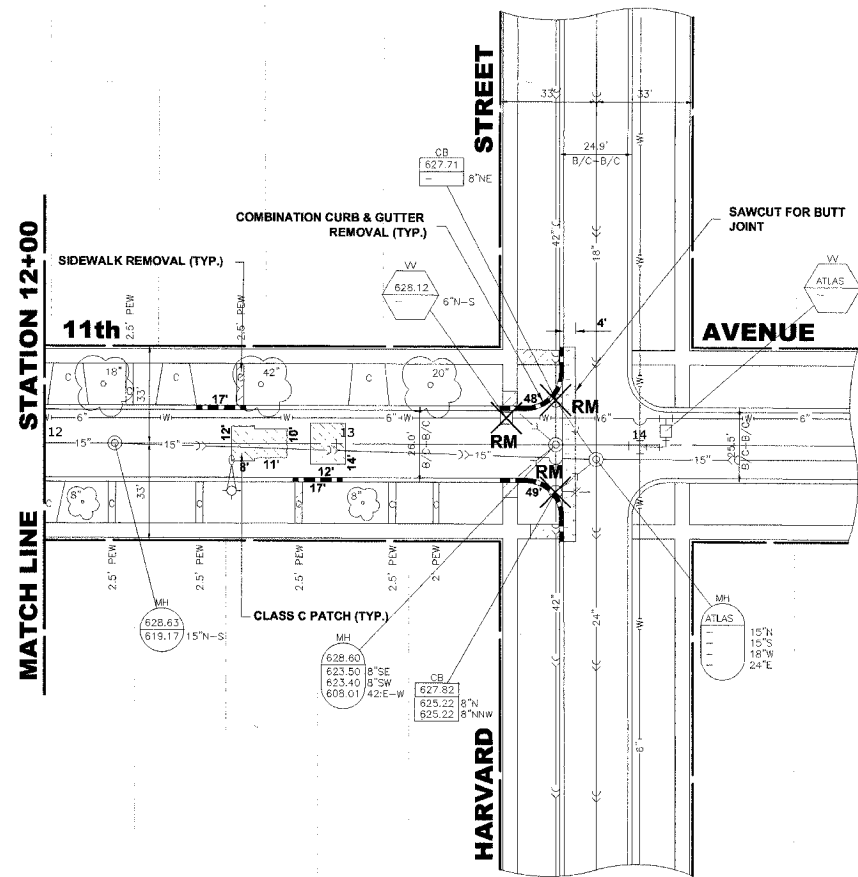 STREET
33'
33'
24.9'
B/C-B/C
CB
627.71
–
8"NE
COMBINATION CURB & GUTTER
REMOVAL (TYP.)
SAWCUT FOR BUTT
JOINT
SIDEWALK REMOVAL (TYP.)
VV
628.12
–
6"N-S
VV
ATLAS
–
42"
18"
4'
MATCH LINE STATION 12+00
11th
AVENUE
2.5' PEW
2.5' PEW
33'
C
18"
C
C
42"
C
20"
C
17'
48'
RM
RM
6"
W
6"
W
6"
W
6"
6"
12
15"
15"
12'
10'
13
14'
26.0'
B/C-B/C
15"
14
25.5'
B/C-B/C
15"
8'
11'
12'
17'
RM
49'
33'
C
8"
C
C
8"
C
C
2.5' PEW
2.5' PEW
2.5' PEW
2.5' PEW
2' PEW
CLASS C PATCH (TYP.)
42"
24"
6"
MH
628.63
619.17
15"N-S
MH
628.60
623.50 8"SE
623.40 8"SW
608.01 42:E-W
CB
627.82
625.22 8"N
625.22 8"NNW
MH
ATLAS
– 15"N
– 15"S
– 18"W
– 24"E
HARVARD